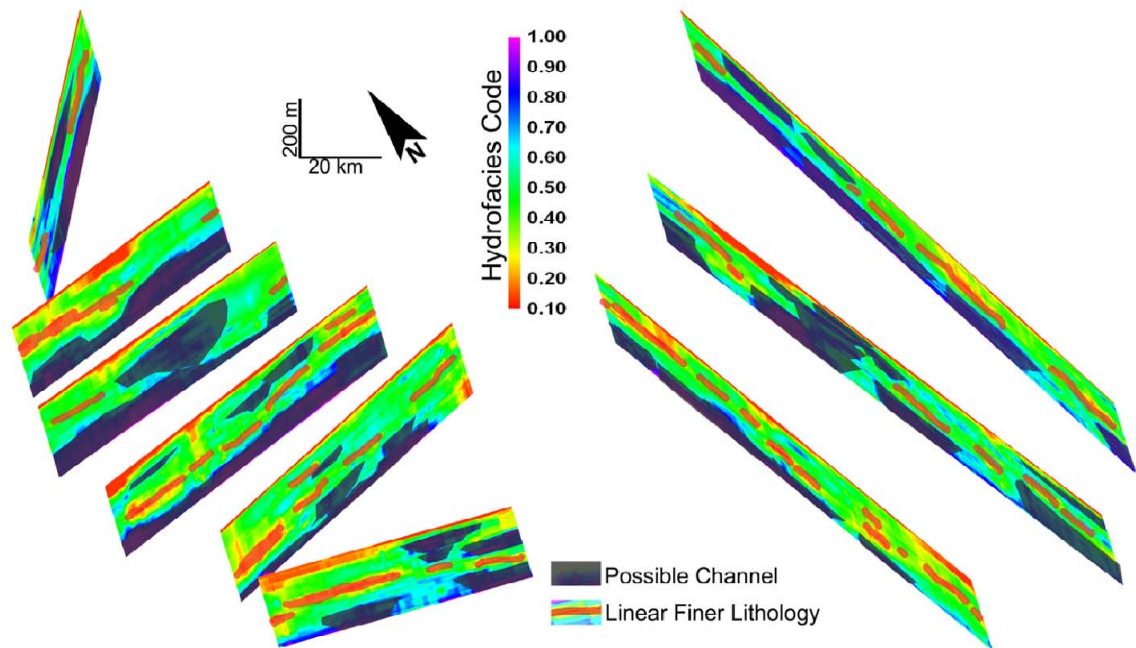 Hydrofacies Code
1.00
0.90
0.80
0.70
0.60
0.50
0.40
0.30
0.20
0.10
200 m
20 km
N
Possible Channel
Linear Finer Lithology